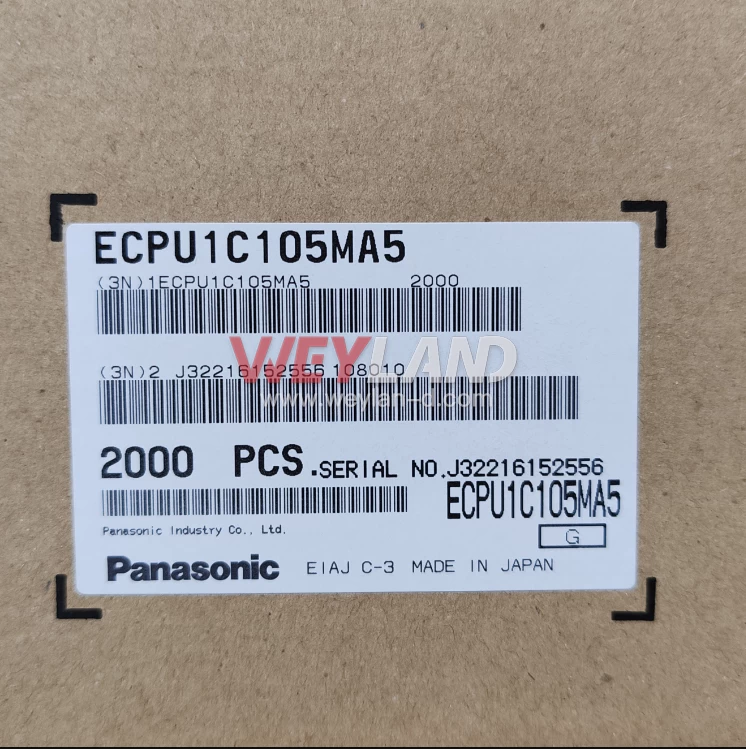 ECPU1C105MA5
(3N)1ECPU1C105MA5 2000
WEYLAND
(3N)2 J32216152556 108010
www.weylan-d.com
2000 PCS.SERIAL NO.J32216152556
ECPU1C105MA5
Panasonic Industry Co., Ltd.
G
Panasonic EIAJ C-3 MADE IN JAPAN